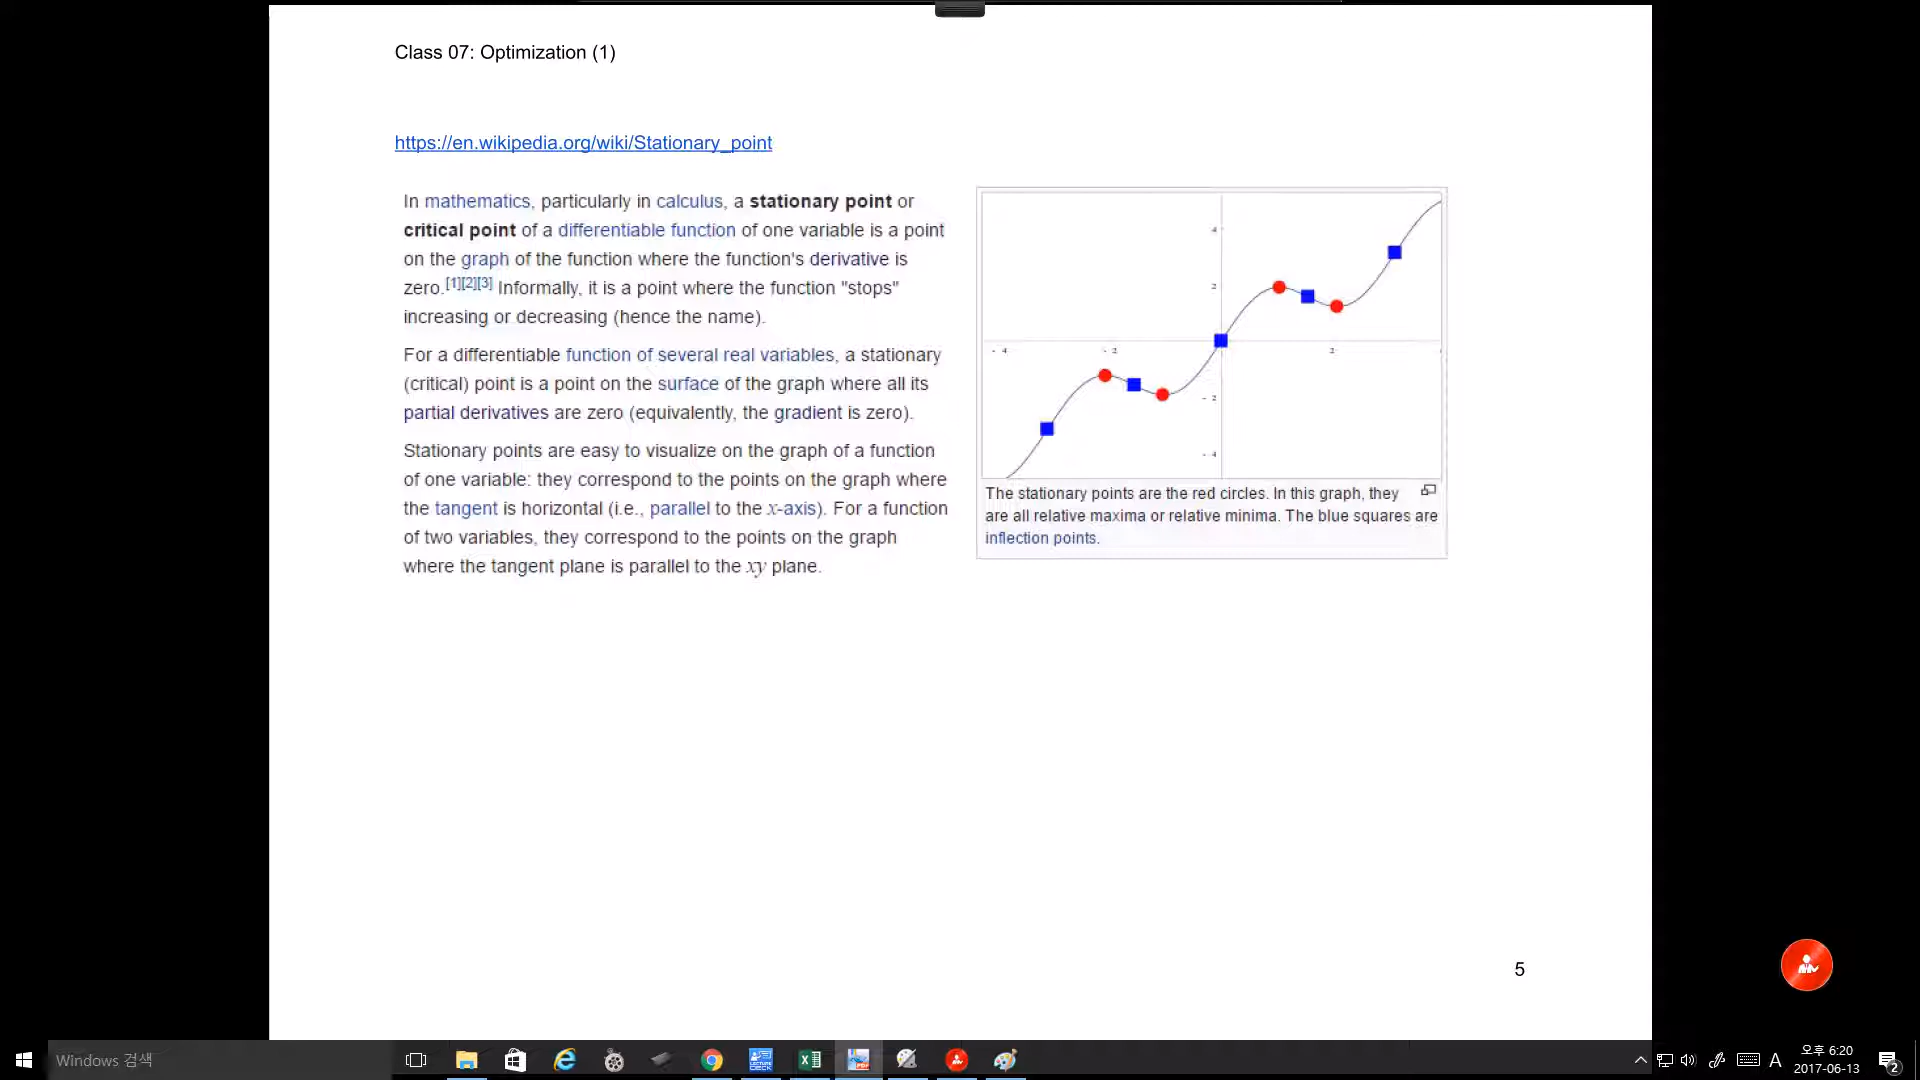 Class 07: Optimization (1)
https://en.wikipedia.org/wiki/Stationary_point
In mathematics, particularly in calculus, a stationary point or
critical point of a differentiable function of one variable is a point
on the graph of the function where the function's derivative is
zero.[1][2][3] Informally, it is a point where the function "stops"
increasing or decreasing (hence the name).
For a differentiable function of several real variables, a stationary
(critical) point is a point on the surface of the graph where all its
partial derivatives are zero (equivalently, the gradient is zero).
Stationary points are easy to visualize on the graph of a function
of one variable: they correspond to the points on the graph where
the tangent is horizontal (i.e., parallel to the x-axis). For a function
of two variables, they correspond to the points on the graph
where the tangent plane is parallel to the xy plane.
4
2
- 4
- 2
2
- 2
- 4
The stationary points are the red circles. In this graph, they
are all relative maxima or relative minima. The blue squares are
inflection points.
5
Windows 검색
A
오후 6:20
2017-06-13
2